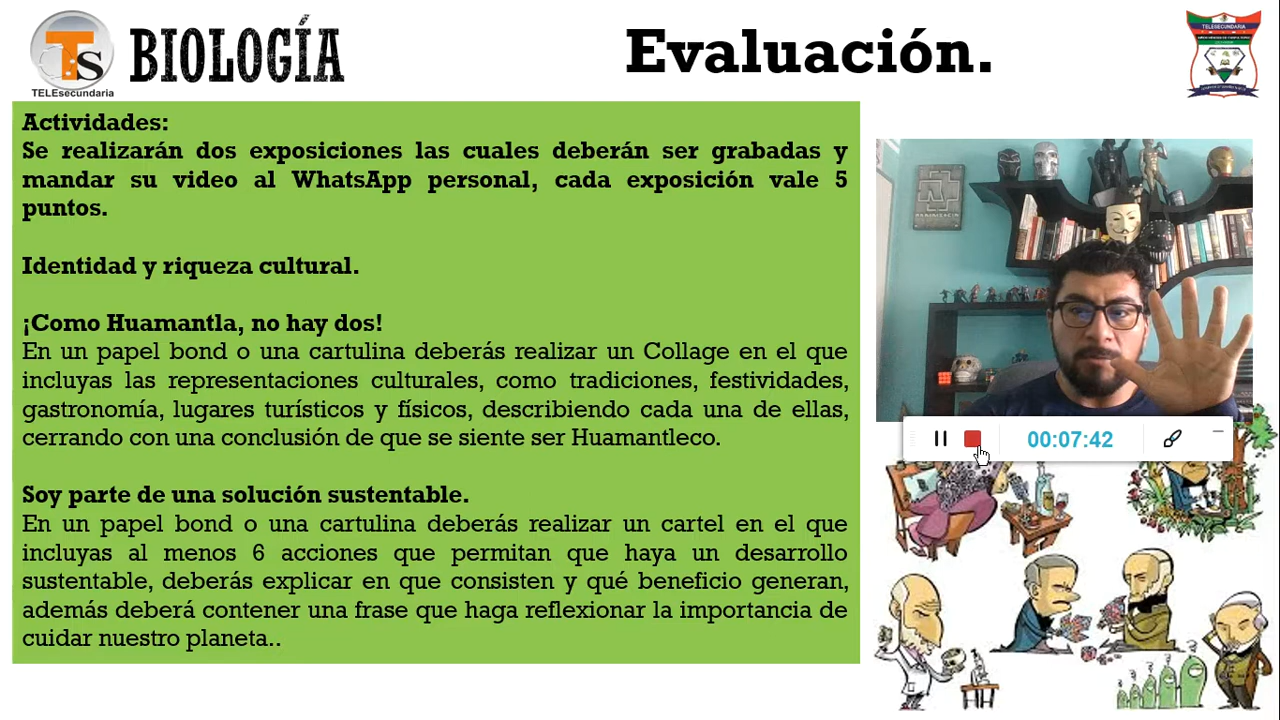 TS
TELEsecundaria
BIOLOGÍA
Evaluación.
TELESECUNDARIA
Actividades:
Se realizarán dos exposiciones las cuales deberán ser grabadas y
mandar su video al WhatsApp personal, cada exposición vale 5
puntos.
Identidad y riqueza cultural.
¡Como Huamantla, no hay dos!
En un papel bond o una cartulina deberás realizar un Collage en el que
incluyas las representaciones culturales, como tradiciones, festividades,
gastronomía, lugares turísticos y físicos, describiendo cada una de ellas,
cerrando con una conclusión de que se siente ser Huamantleco.
Soy parte de una solución sustentable.
En un papel bond o una cartulina deberás realizar un cartel en el que
incluyas al menos 6 acciones que permitan que haya un desarrollo
sustentable, deberás explicar en que consisten y qué beneficio generan,
además deberá contener una frase que haga reflexionar la importancia de
cuidar nuestro planeta..
RAMMSTEIN
00:07:42